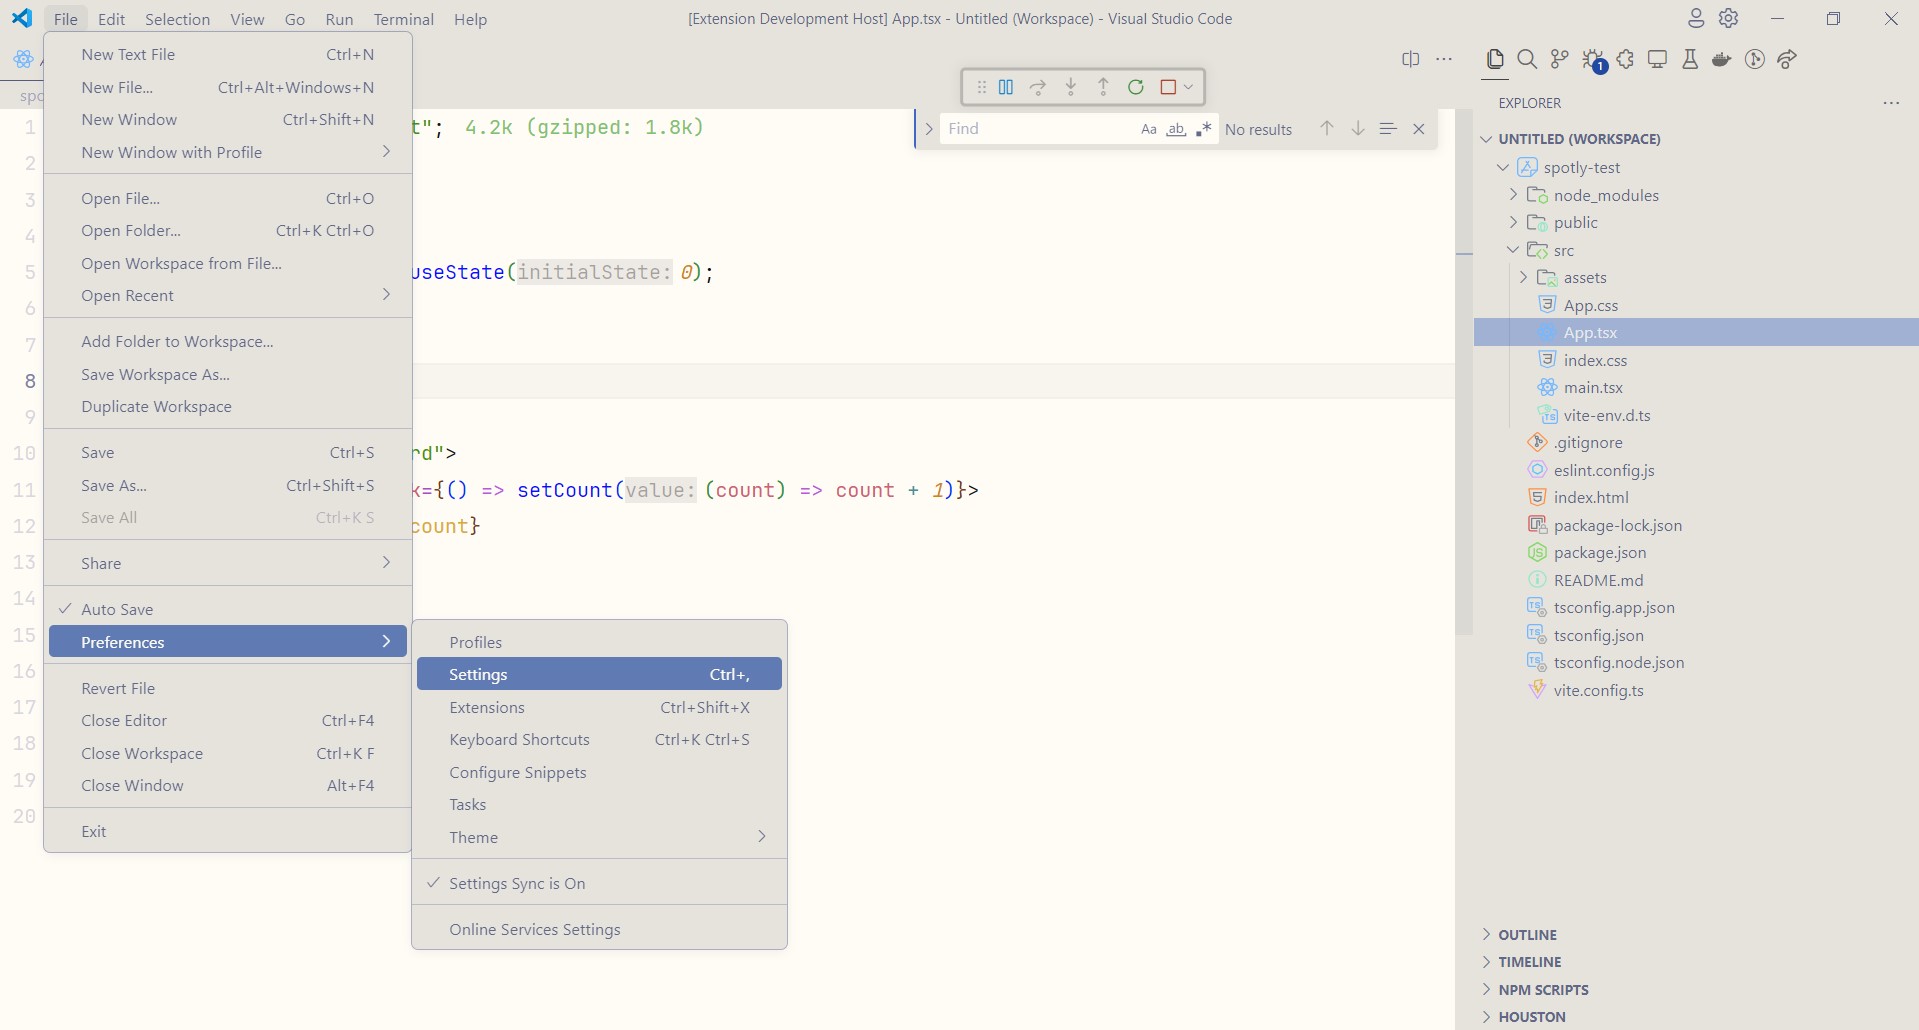 File Edit Selection View Go Run Terminal Help
[Extension Development Host] App.tsx - Untitled (Workspace) - Visual Studio Code
New Text File Ctrl+N
New File... Ctrl+Alt+Windows+N
New Window Ctrl+Shift+N
New Window with Profile
Open File... Ctrl+O
Open Folder... Ctrl+K Ctrl+O
Open Workspace from File...
Open Recent
Add Folder to Workspace...
Save Workspace As...
Duplicate Workspace
Save Ctrl+S
Save As... Ctrl+Shift+S
Save All Ctrl+K S
Share
Auto Save
Preferences
Revert File
Close Editor Ctrl+F4
Close Workspace Ctrl+K F
Close Window Alt+F4
Exit
Profiles
Settings Ctrl+,
Extensions Ctrl+Shift+X
Keyboard Shortcuts Ctrl+K Ctrl+S
Configure Snippets
Tasks
Theme
Settings Sync is On
Online Services Settings
spo
1 t"; 4.2k (gzipped: 1.8k)
2
3
4
5 useState(initialState: 0);
6
7
8
9
10 rd">
11 k={() => setCount(value: (count) => count + 1)}>
12 count}
13
14
15
16
17
18
19
20
Find Aa ab .* No results
1
EXPLORER
UNTITLED (WORKSPACE)
spotly-test
node_modules
public
src
assets
App.css
App.tsx
index.css
main.tsx
vite-env.d.ts
.gitignore
eslint.config.js
index.html
package-lock.json
package.json
README.md
tsconfig.app.json
tsconfig.json
tsconfig.node.json
vite.config.ts
OUTLINE
TIMELINE
NPM SCRIPTS
HOUSTON